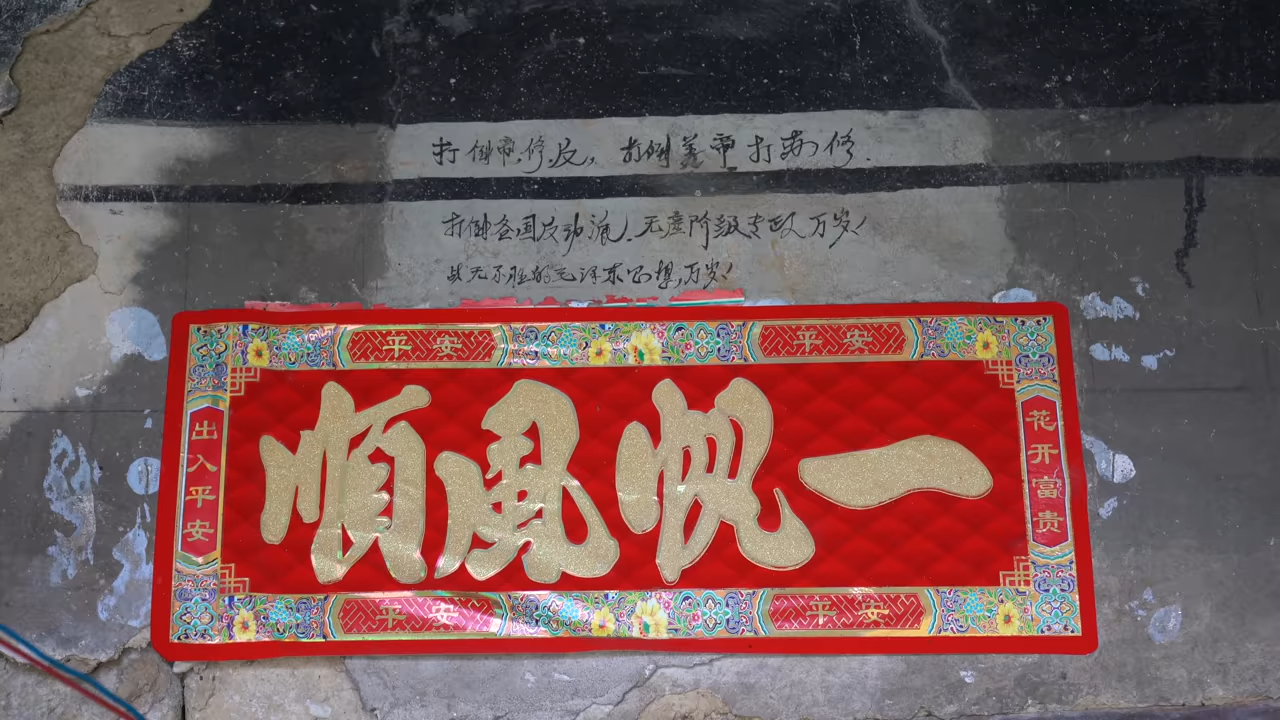 打倒帝.修.反，打倒美帝打苏修.
打倒各国反动派.无产阶级专政万岁！
战无不胜的毛泽东思想，万岁！
平安
平安
花开富贵
一帆風順
出入平安
平安
平安